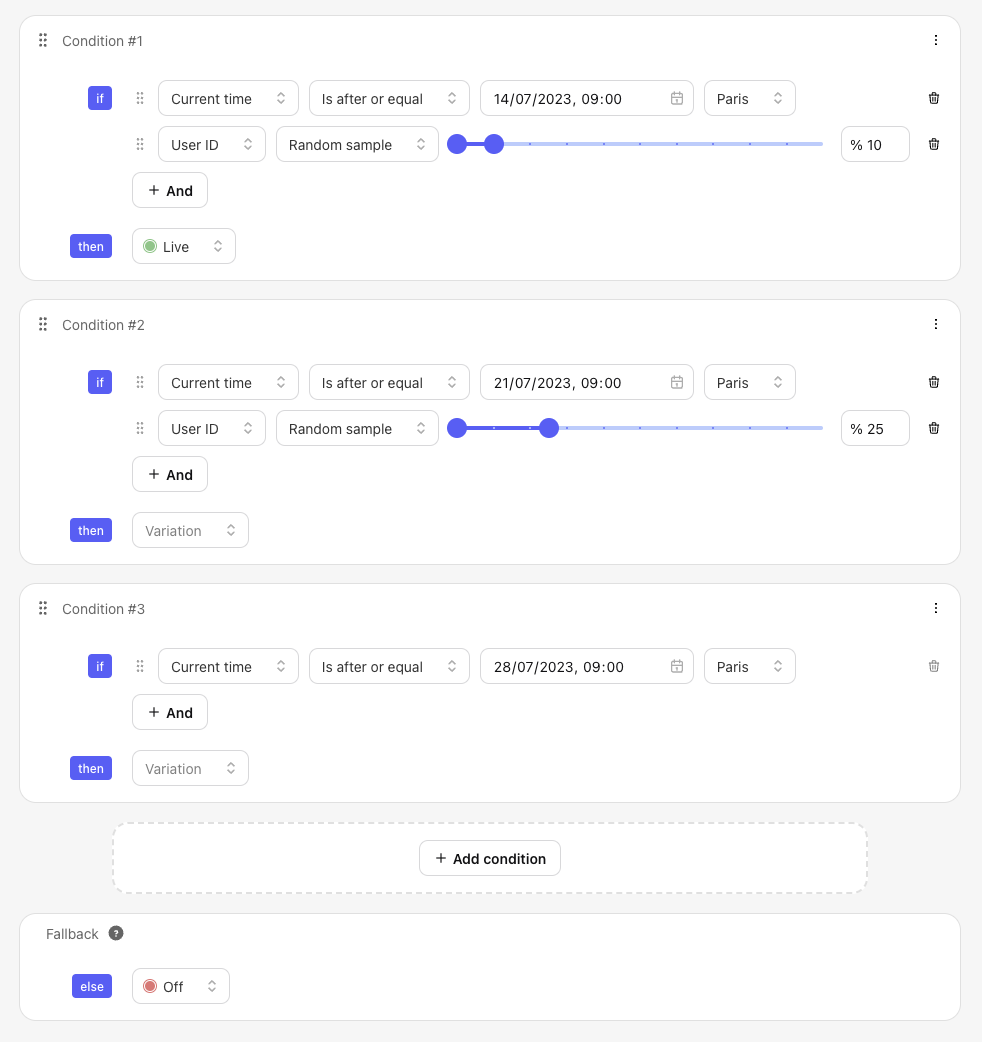 Condition #1
if Current time Is after or equal 14/07/2023, 09:00 Paris
User ID Random sample % 10
+ And
then Live
Condition #2
if Current time Is after or equal 21/07/2023, 09:00 Paris
User ID Random sample % 25
+ And
then Variation
Condition #3
if Current time Is after or equal 28/07/2023, 09:00 Paris
+ And
then Variation
+ Add condition
Fallback ?
else Off